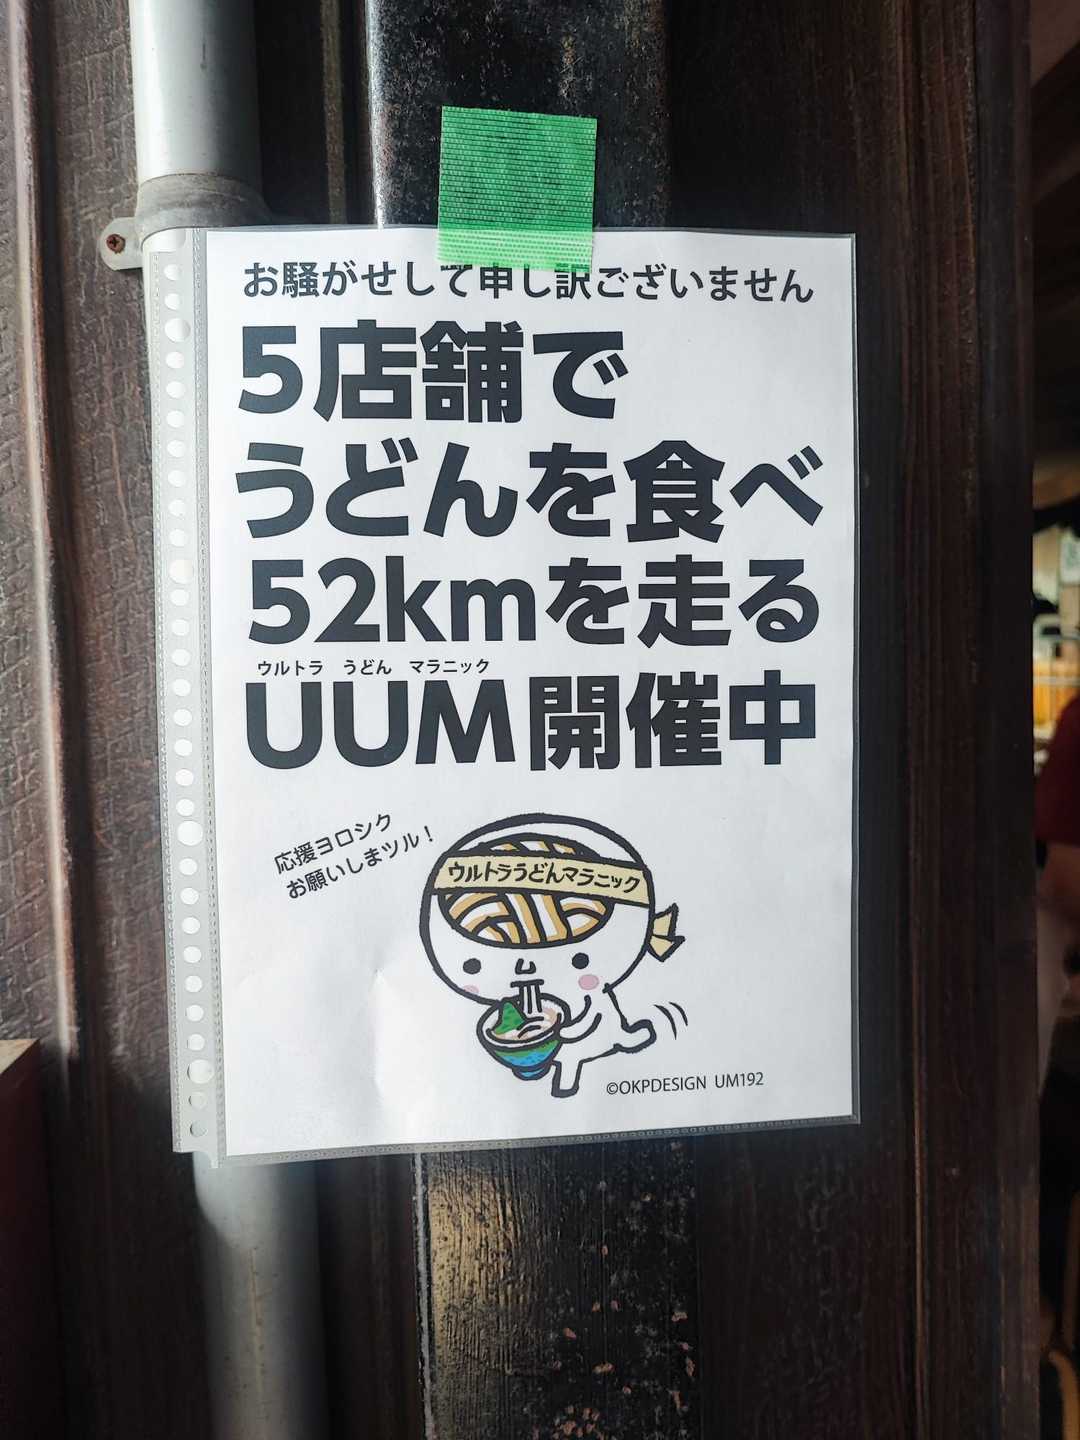 お騒がせして申し訳ございません
5店舗で
うどんを食べ
52kmを走る
ウルトラ うどん マラニック
UUM開催中
応援ヨロシク
お願いしまツル！
ウルトラうどんマラニック
©OKPDESIGN UM192